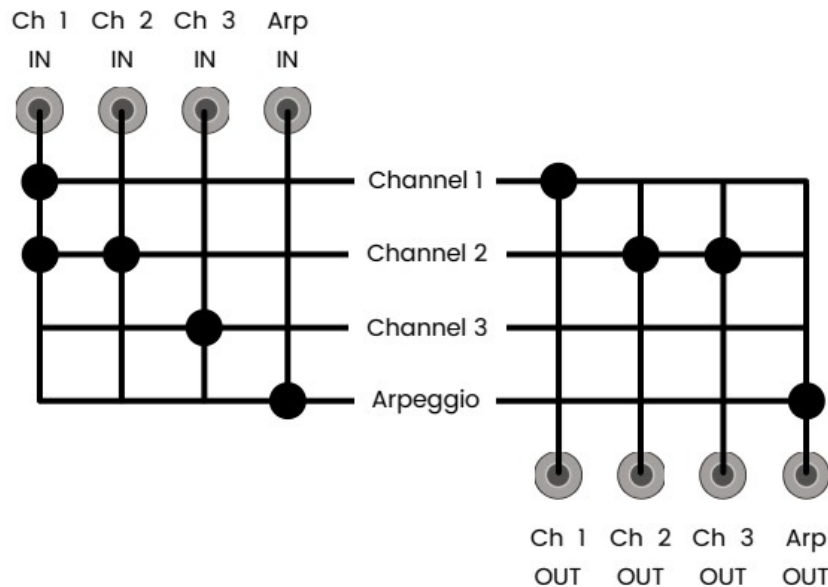 Ch 1 Ch 2 Ch 3 Arp
IN IN IN IN
Channel 1
Channel 2
Channel 3
Arpeggio
Ch 1 Ch 2 Ch 3 Arp
OUT OUT OUT OUT